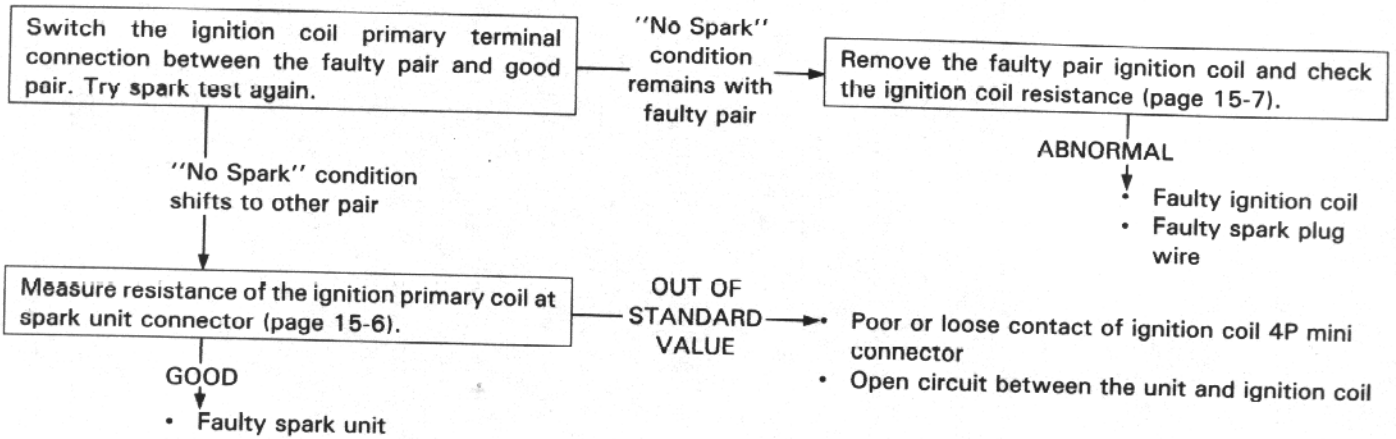 Switch the ignition coil primary terminal
connection between the faulty pair and good
pair. Try spark test again.
"No Spark"
condition
remains with
faulty pair
Remove the faulty pair ignition coil and check
the ignition coil resistance (page 15-7).
ABNORMAL
• Faulty ignition coil
• Faulty spark plug
wire
"No Spark" condition
shifts to other pair
Measure resistance of the ignition primary coil at
spark unit connector (page 15-6).
OUT OF
STANDARD
VALUE
• Poor or loose contact of ignition coil 4P mini
connector
• Open circuit between the unit and ignition coil
GOOD
• Faulty spark unit